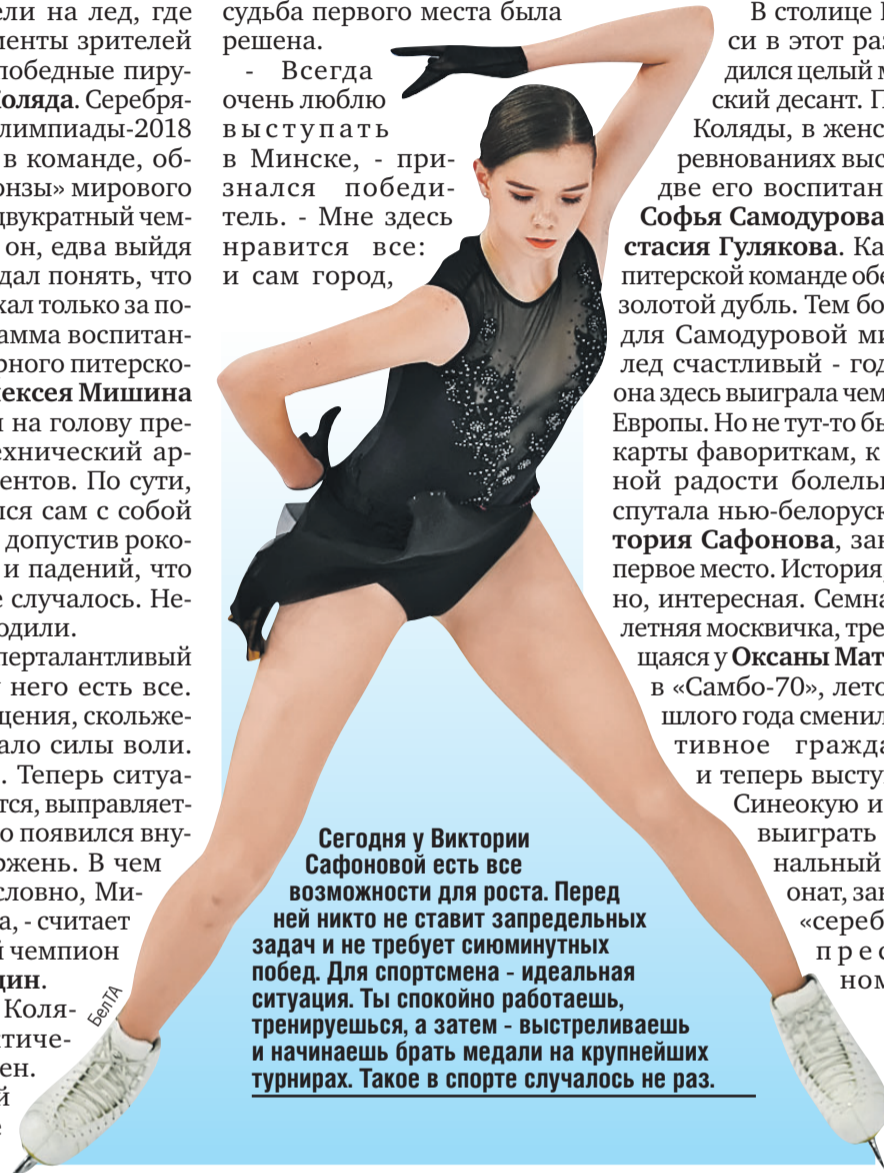 ели на лед, где
менты зрителей
победные пиру-
Коляда. Серебря-
лимпиады-2018
в команде, об-
онзы» мирового
двукратный чем-
он, едва выйдя
дал понять, что
хал только за по-
амма воспитан-
рного питерско-
лексея Мишина
на голову пре-
ехнический ар-
ентов. По сути,
лся сам с собой
допустив роко-
и падений, что
е случалось. Не-
одили.
перталантливый
у него есть все.
щения, скольже-
ало силы воли.
. Теперь ситуа-
тся, выправляет-
о появился вну-
ржень. В чем
словно, Ми-
а, - считает
й чемпион
дин.
Коля-
тиче-
ен.
й
е
БелТА
судьба первого места была
решена.
- Всегда
очень люблю
выступать
в Минске, - при-
знался победи-
тель. - Мне здесь
нравится все:
и сам город,
Сегодня у Виктории
Сафоновой есть все
возможности для роста. Перед
ней никто не ставит запредельных
задач и не требует сиюминутных
побед. Для спортсмена - идеальная
ситуация. Ты спокойно работаешь,
тренируешься, а затем - выстреливаешь
и начинаешь брать медали на крупнейших
турнирах. Такое в спорте случалось не раз.
В столице
си в этот раз
дился целый
ский десант. П
Коляды, в женс
ревнованиях выс
две его воспитан
Софья Самодурова
стасия Гулякова. Ка
питерской команде обе
золотой дубль. Тем бо
для Самодуровой ми
лед счастливый - год
она здесь выиграла чем
Европы. Но не тут-то бы
карты фавориткам, к
ной радости болель
спутала нью-белорус
тория Сафонова, зан
первое место. История,
но, интересная. Семна
летняя москвичка, тре
щаяся у Оксаны Мат
в «Самбо-70», лето
шлого года сменил
тивное гражда
и теперь высту
Синеокую и
выиграть
нальный
онат, зан
«сереб
прес
ном